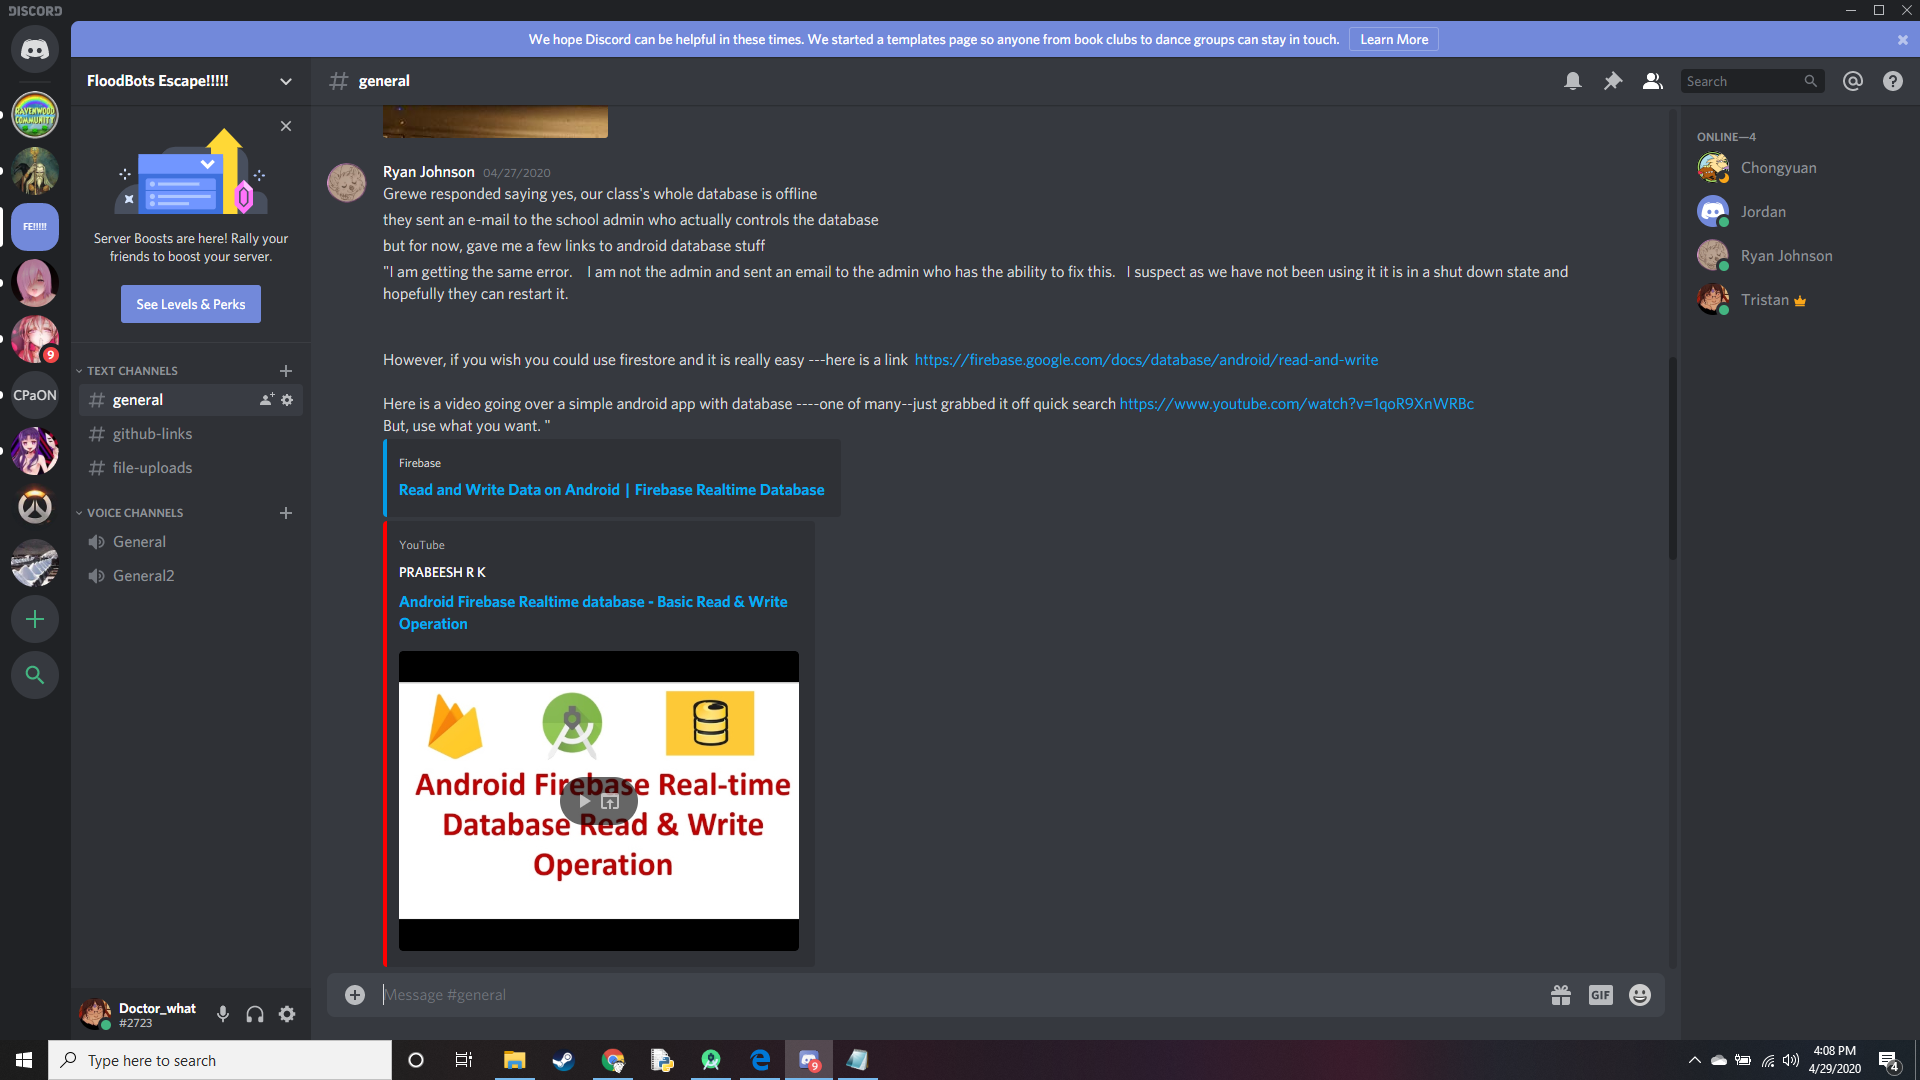 DISCORD
We hope Discord can be helpful in these times. We started a templates page so anyone from book clubs to dance groups can stay in touch. Learn More
RAVENWOOD
COMMUNITY
FE!!!!!
9
CPaON
FloodBots Escape!!!!!
Server Boosts are here! Rally your
friends to boost your server.
See Levels & Perks
TEXT CHANNELS
general
github-links
file-uploads
VOICE CHANNELS
General
General2
Doctor_what
#2723
# general
Search
Ryan Johnson 04/27/2020
Grewe responded saying yes, our class's whole database is offline
they sent an e-mail to the school admin who actually controls the database
but for now, gave me a few links to android database stuff
"I am getting the same error. I am not the admin and sent an email to the admin who has the ability to fix this. I suspect as we have not been using it it is in a shut down state and
hopefully they can restart it.
However, if you wish you could use firestore and it is really easy ---here is a link https://firebase.google.com/docs/database/android/read-and-write
Here is a video going over a simple android app with database ----one of many--just grabbed it off quick search https://www.youtube.com/watch?v=1qoR9XnWRBc
But, use what you want. "
Firebase
Read and Write Data on Android | Firebase Realtime Database
YouTube
PRABEESH R K
Android Firebase Realtime database - Basic Read & Write
Operation
Android Firebase Real-time
Database Read & Write
Operation
Message #general
GIF
ONLINE—4
Chongyuan
Jordan
Ryan Johnson
Tristan
Type here to search
9
4:08 PM
4/29/2020
4